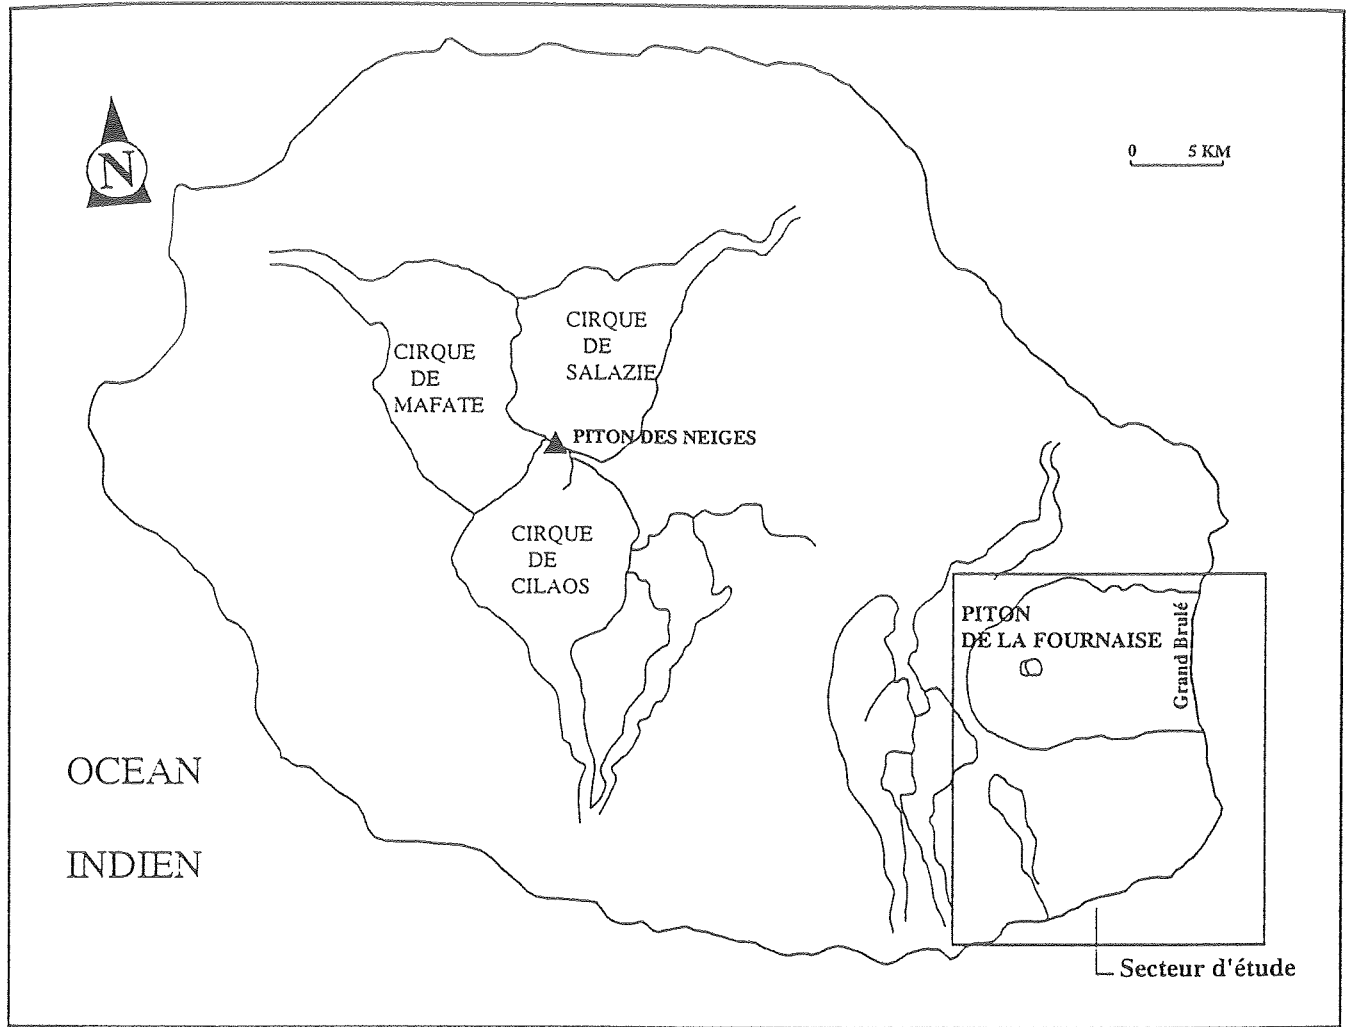 N
0 5 KM
CIRQUE
DE
SALAZIE
CIRQUE
DE
MAFATE
PITON DES NEIGES
CIRQUE
DE
CILAOS
PITON
DE LA FOURNAISE
Grand Brulé
OCEAN
INDIEN
Secteur d'étude